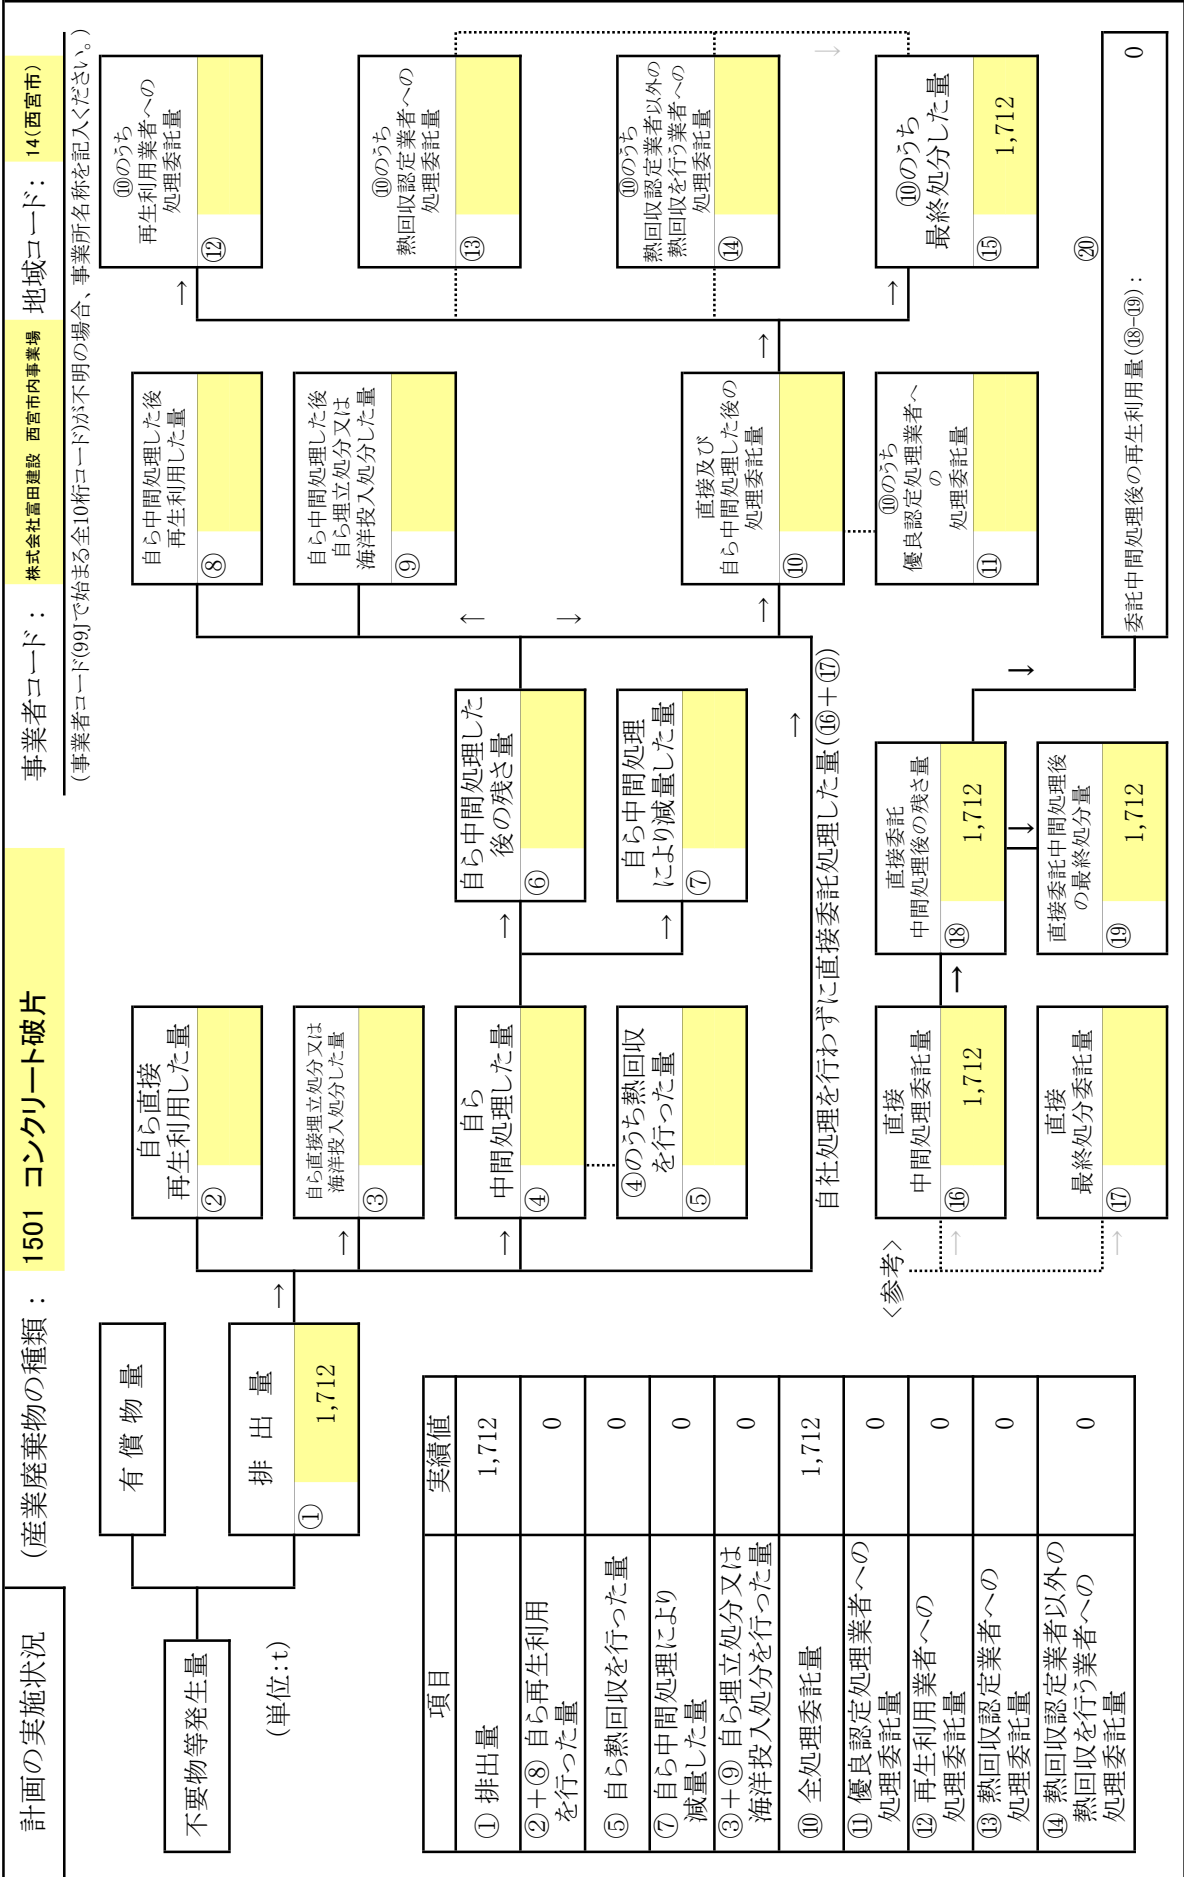 計画の実施状況
(産業廃棄物の種類：
1501 コンクリート破片
事業者コード：
株式会社富田建設 西宮市内事業場
地域コード：
14(西宮市)
(事業者コード(99Jで始まる全10桁コード)が不明の場合、事業所名称を記入ください。)
不要物等発生量
(単位:t)
有 償 物 量
排 出 量
① 1,712
→
自ら直接
再生利用した量
②
自ら直接埋立処分又は
海洋投入処分した量
③
→
自ら
中間処理した量
④
→
④のうち熱回収
を行った量
⑤
自ら中間処理した
後の残さ量
⑥
→
自ら中間処理
により減量した量
⑦
→
自ら中間処理した後
再生利用した量
⑧
自ら中間処理した後
自ら埋立処分又は
海洋投入処分した量
⑨
←
→
直接及び
自ら中間処理した後の
処理委託量
⑩
→
⑩のうち
優良認定処理業者へ
の
処理委託量
⑪
→
→
⑩のうち
再生利用業者への
処理委託量
⑫
⑩のうち
熱回収認定業者への
処理委託量
⑬
⑩のうち
熱回収認定業者以外の
熱回収を行う業者への
処理委託量
⑭
→
→
⑩のうち
最終処分した量
⑮ 1,712
自社処理を行わずに直接委託処理した量(⑯＋⑰)
→
〈参考〉
→
→
直接
中間処理委託量
⑯ 1,712
直接
最終処分委託量
⑰
→
直接委託
中間処理後の残さ量
⑱ 1,712
→
直接委託中間処理後
の最終処分量
⑲ 1,712
→
⑳
委託中間処理後の再生利用量(⑱-⑲)： 0
項目 実績値
① 排出量 1,712
②＋⑧ 自ら再生利用
を行った量 0
⑤ 自ら熱回収を行った量 0
⑦ 自ら中間処理により
減量した量 0
③＋⑨ 自ら埋立処分又は
海洋投入処分を行った量 0
⑩ 全処理委託量 1,712
⑪ 優良認定処理業者への
処理委託量 0
⑫ 再生利用業者への
処理委託量 0
⑬ 熱回収認定業者への
処理委託量 0
⑭ 熱回収認定業者以外の
熱回収を行う業者への
処理委託量 0